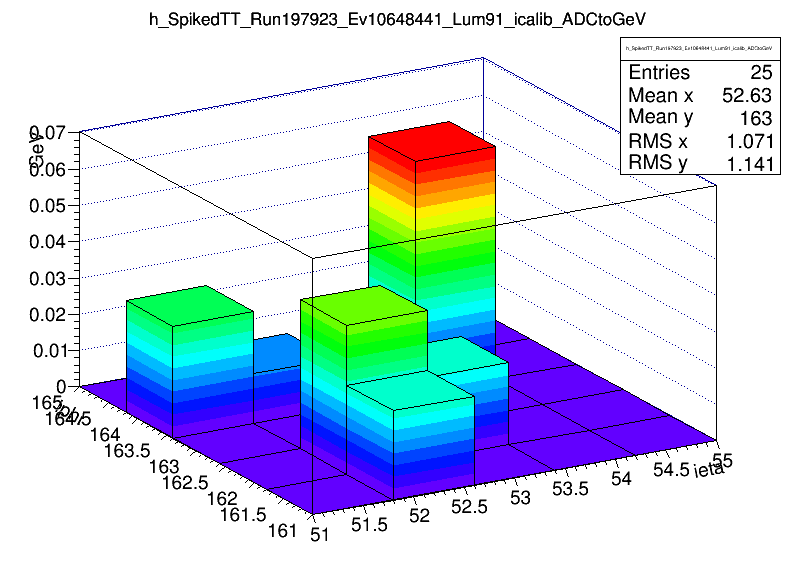 h_SpikedTT_Run197923_Ev10648441_Lum91_icalib_ADCtoGeV
h_SpikedTT_Run197923_Ev10648441_Lum91_icalib_ADCtoGeV
Entries 25
Mean x 52.63
Mean y 163
RMS x 1.071
RMS y 1.141
GeV
0.07
0.06
0.05
0.04
0.03
0.02
0.01
0
165
164.5
164
163.5
163
162.5
162
161.5
161
51
51.5
52
52.5
53
53.5
54
54.5
55
ieta